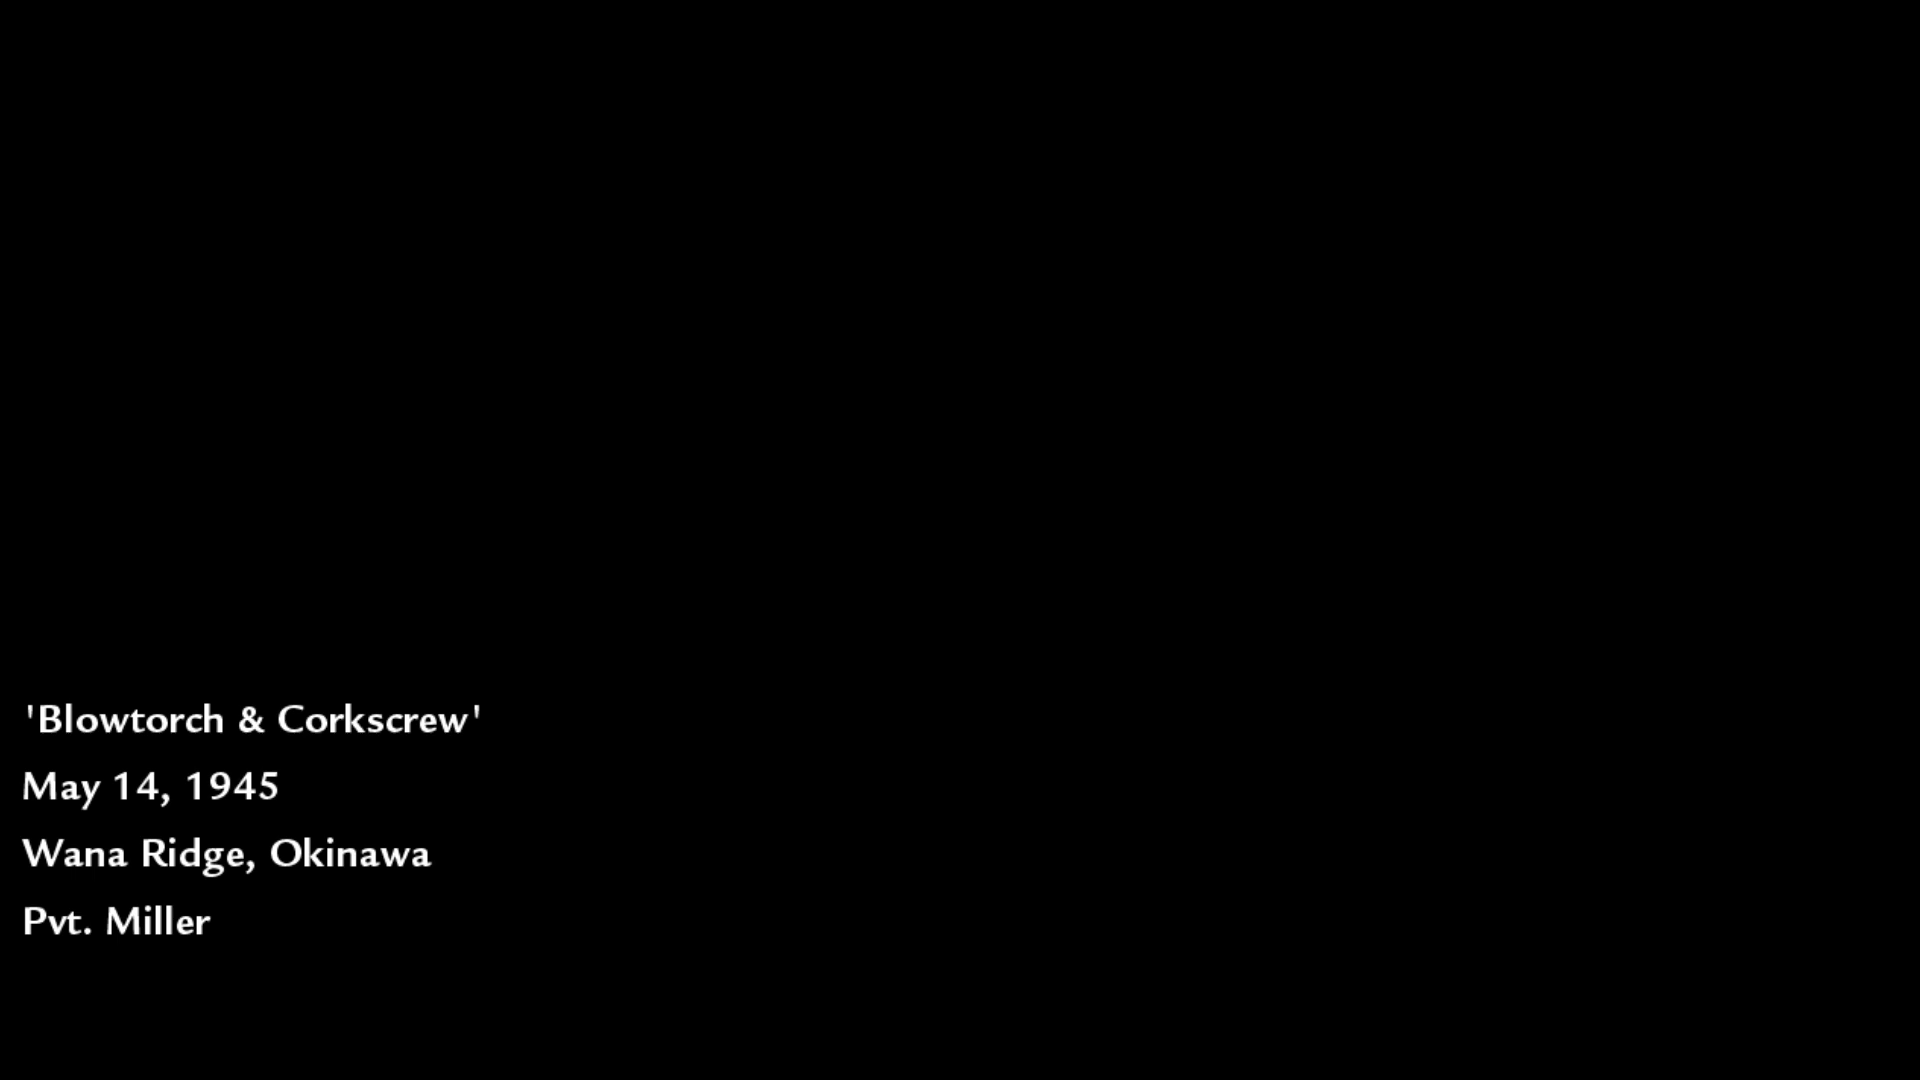 'Blowtorch & Corkscrew'
May 14, 1945
Wana Ridge, Okinawa
Pvt. Miller